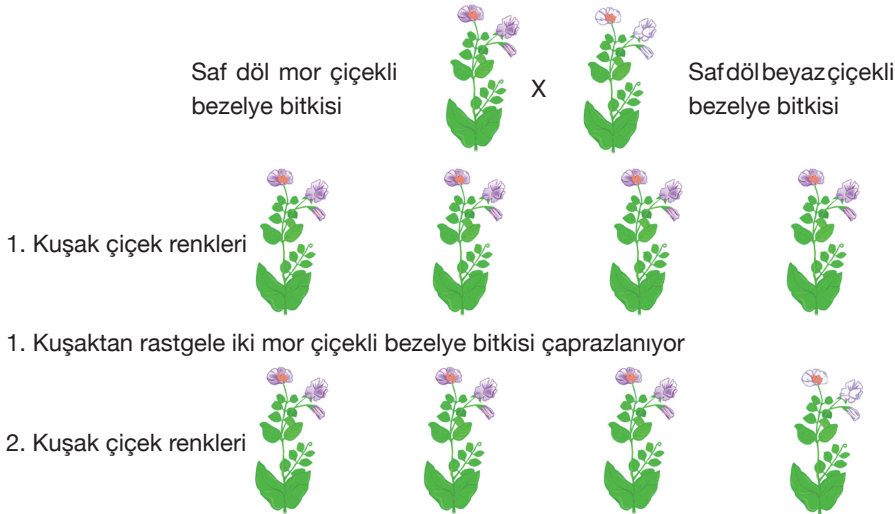 Saf döl mor çiçekli
bezelye bitkisi
X
Saf döl beyaz çiçekli
bezelye bitkisi
1. Kuşak çiçek renkleri
1. Kuşaktan rastgele iki mor çiçekli bezelye bitkisi çaprazlanıyor
2. Kuşak çiçek renkleri